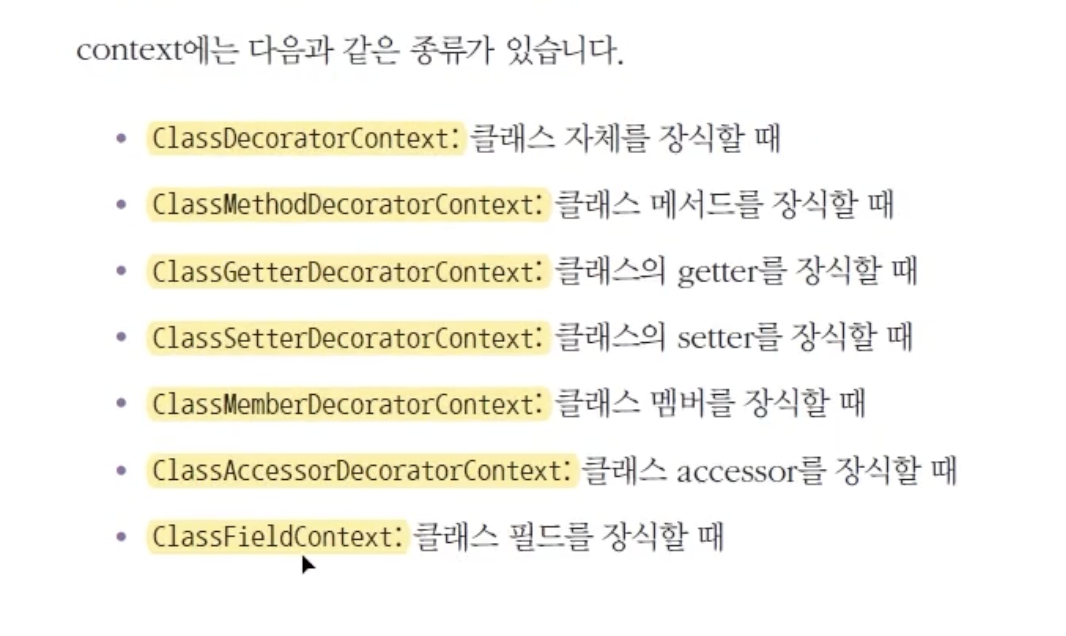 context에는 다음과 같은 종류가 있습니다.
• ClassDecoratorContext: 클래스 자체를 장식할 때
• ClassMethodDecoratorContext: 클래스 메서드를 장식할 때
• ClassGetterDecoratorContext: 클래스의 getter를 장식할 때
• ClassSetterDecoratorContext: 클래스의 setter를 장식할 때
• ClassMemberDecoratorContext: 클래스 멤버를 장식할 때
• ClassAccessorDecoratorContext: 클래스 accessor를 장식할 때
• ClassFieldContext: 클래스 필드를 장식할 때